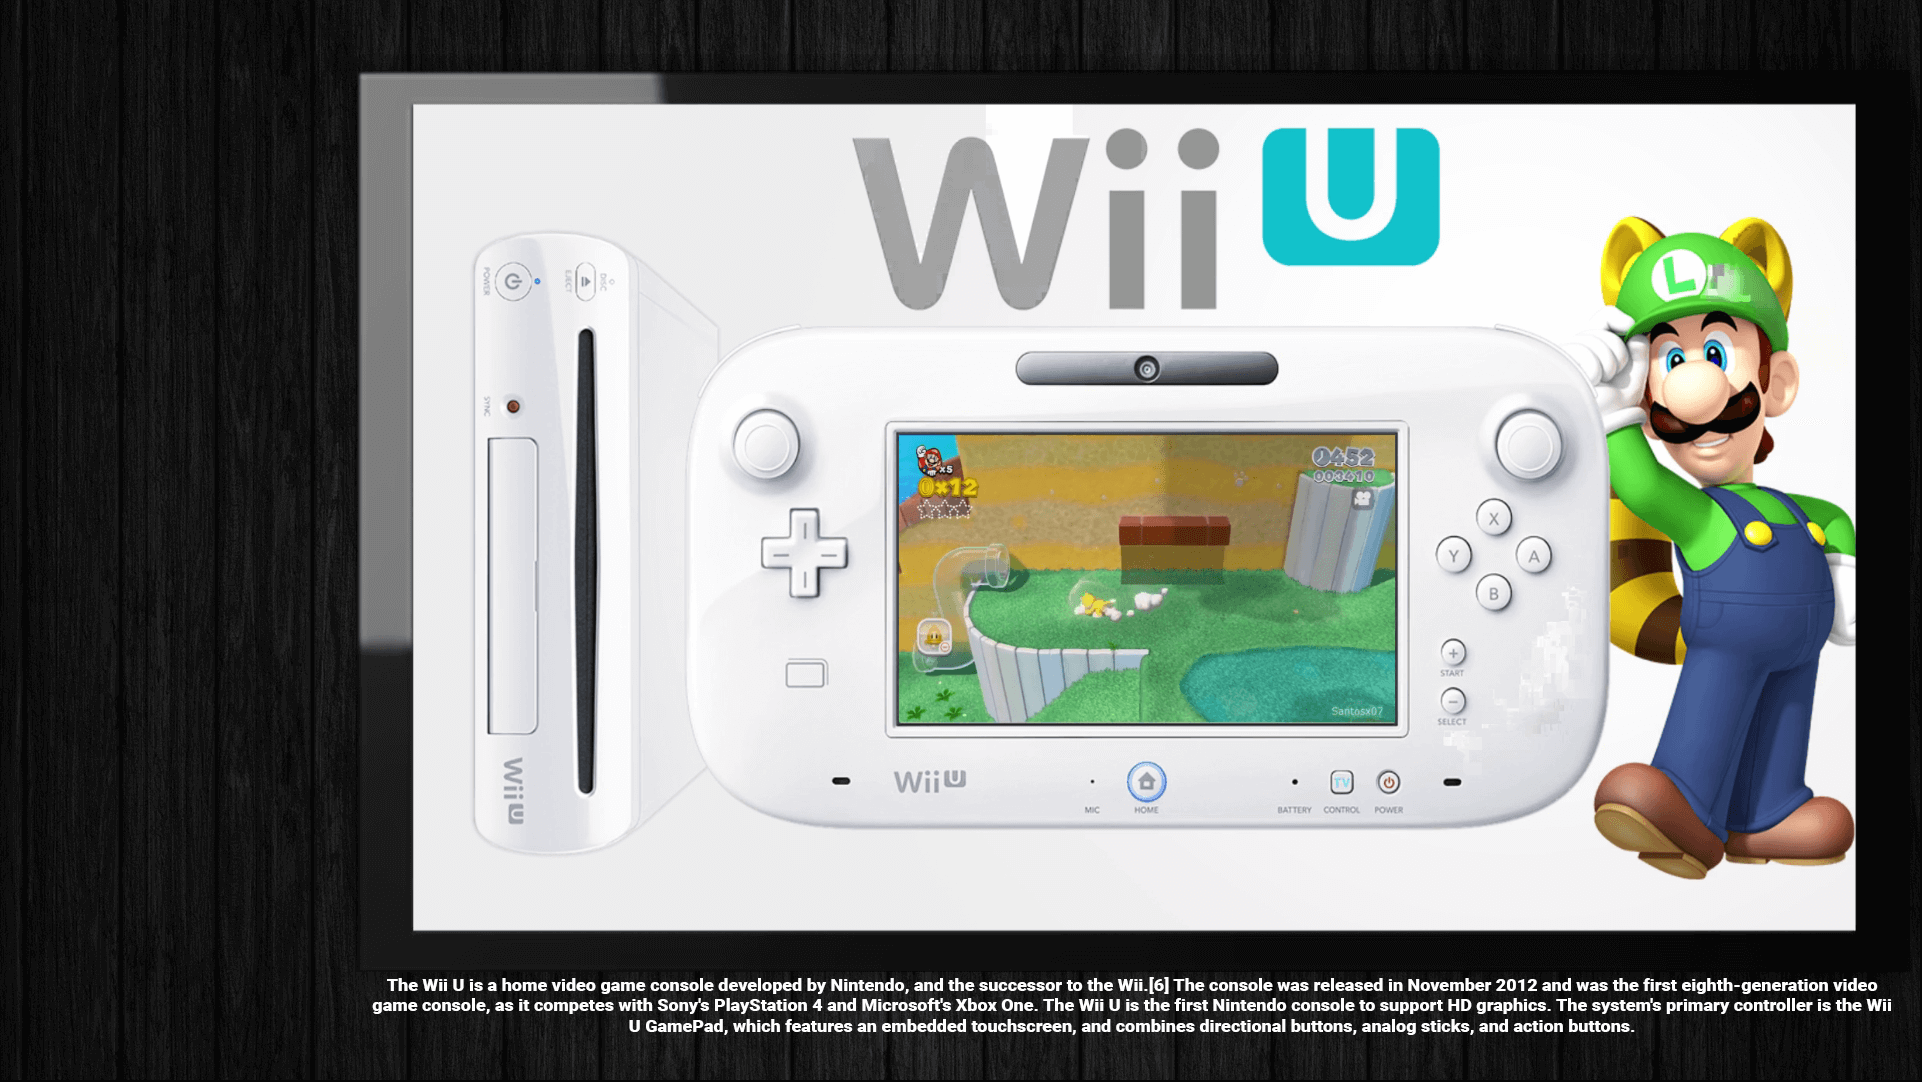 Wii U
POWER
EJECT
DISC
SYNC
Wii U
L
x5
0x12
452
003410
Santosx07
X
Y
A
B
START
SELECT
Wii U
MIC
HOME
BATTERY
TV
CONTROL
POWER
The Wii U is a home video game console developed by Nintendo, and the successor to the Wii.[6] The console was released in November 2012 and was the first eighth-generation video
game console, as it competes with Sony's PlayStation 4 and Microsoft's Xbox One. The Wii U is the first Nintendo console to support HD graphics. The system's primary controller is the Wii
U GamePad, which features an embedded touchscreen, and combines directional buttons, analog sticks, and action buttons.